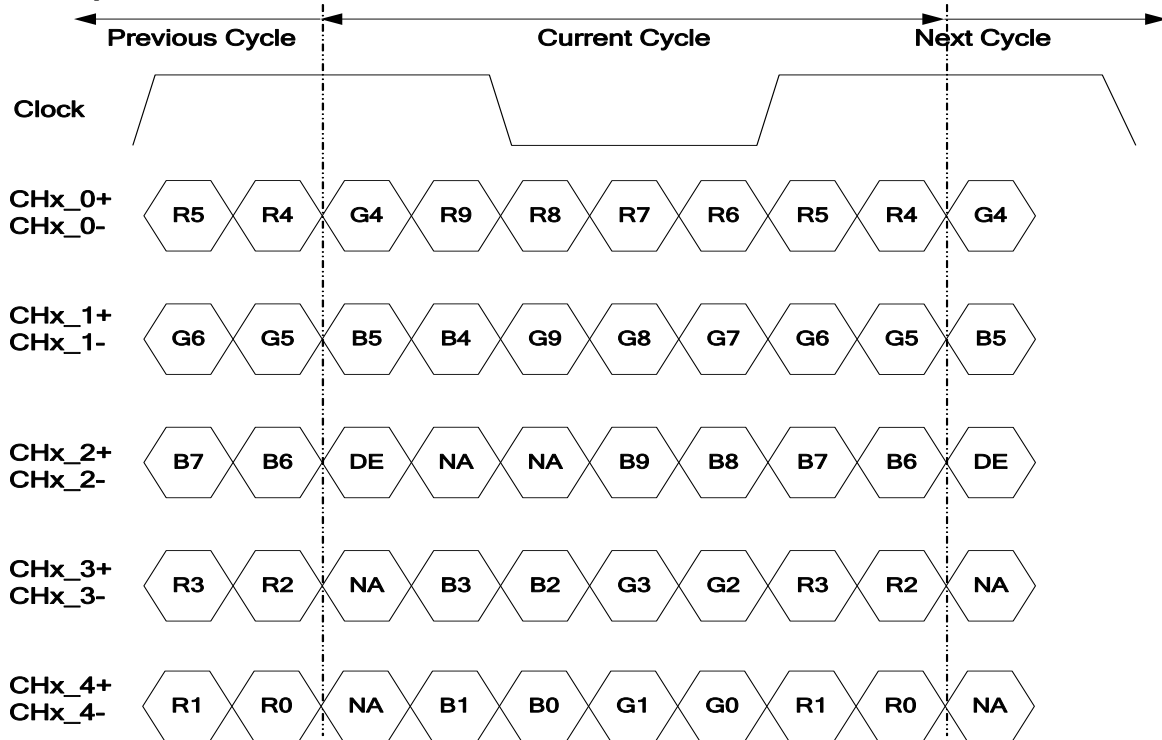 Previous Cycle Current Cycle Next Cycle
Clock
CHx_0+
CHx_0-
R5 R4 G4 R9 R8 R7 R6 R5 R4 G4
CHx_1+
CHx_1-
G6 G5 B5 B4 G9 G8 G7 G6 G5 B5
CHx_2+
CHx_2-
B7 B6 DE NA NA B9 B8 B7 B6 DE
CHx_3+
CHx_3-
R3 R2 NA B3 B2 G3 G2 R3 R2 NA
CHx_4+
CHx_4-
R1 R0 NA B1 B0 G1 G0 R1 R0 NA